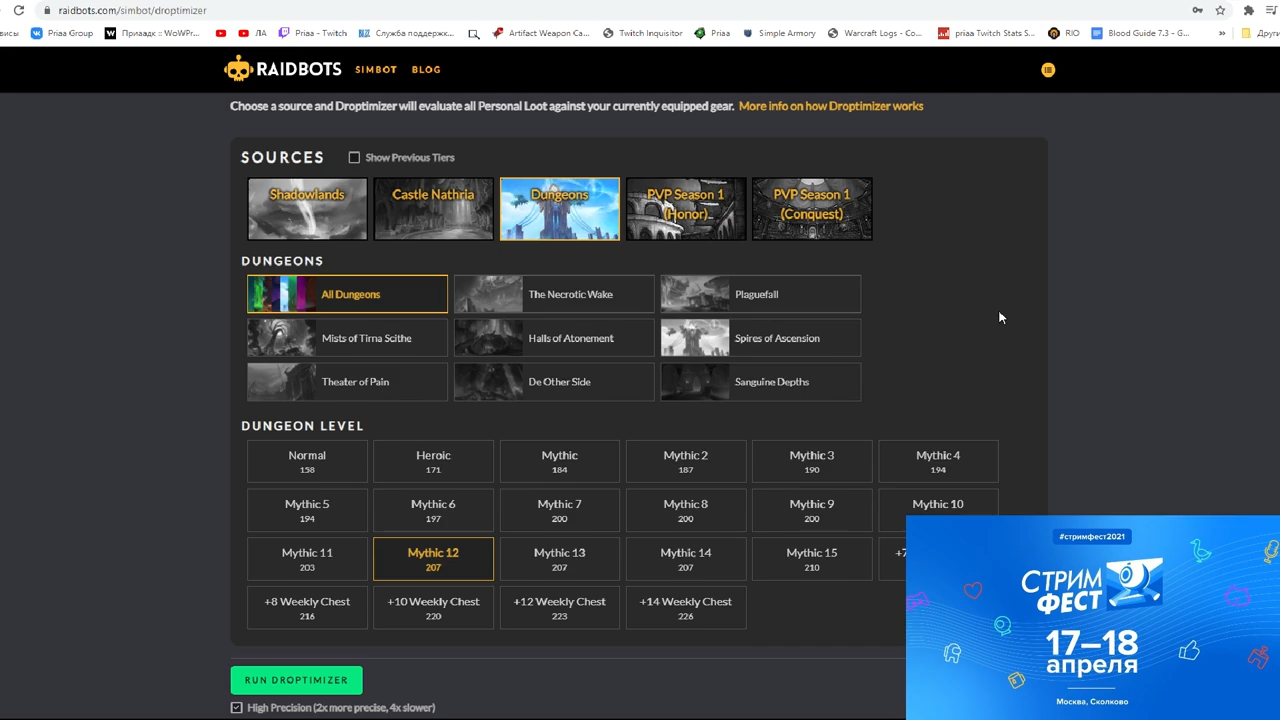 raidbots.com/simbot/droptimizer
висы
Priaa Group
Приаадк :: WoWPr...
ЛА
Priaa - Twitch
Служба поддержк...
Artifact Weapon Ca...
Twitch Inquisitor
Priaa
Simple Armory
Warcraft Logs - Co...
priaa Twitch Stats S...
RIO
Blood Guide 7.3 - G...
»
Други
RAIDBOTS
SIMBOT
BLOG
Choose a source and Droptimizer will evaluate all Personal Loot against your currently equipped gear. More info on how Droptimizer works
SOURCES
Show Previous Tiers
Shadowlands
Castle Nathria
Dungeons
PVP Season 1
(Honor)
PVP Season 1
(Conquest)
DUNGEONS
All Dungeons
The Necrotic Wake
Plaguefall
Mists of Tirna Scithe
Halls of Atonement
Spires of Ascension
Theater of Pain
De Other Side
Sanguine Depths
DUNGEON LEVEL
Normal
158
Heroic
171
Mythic
184
Mythic 2
187
Mythic 3
190
Mythic 4
194
Mythic 5
194
Mythic 6
197
Mythic 7
200
Mythic 8
200
Mythic 9
200
Mythic 10
Mythic 11
203
Mythic 12
207
Mythic 13
207
Mythic 14
207
Mythic 15
210
+7
+8 Weekly Chest
216
+10 Weekly Chest
220
+12 Weekly Chest
223
+14 Weekly Chest
226
RUN DROPTIMIZER
High Precision (2x more precise, 4x slower)
#стримфест2021
СТРИМ
ФЕСТ
17–18
апреля
Москва, Сколково